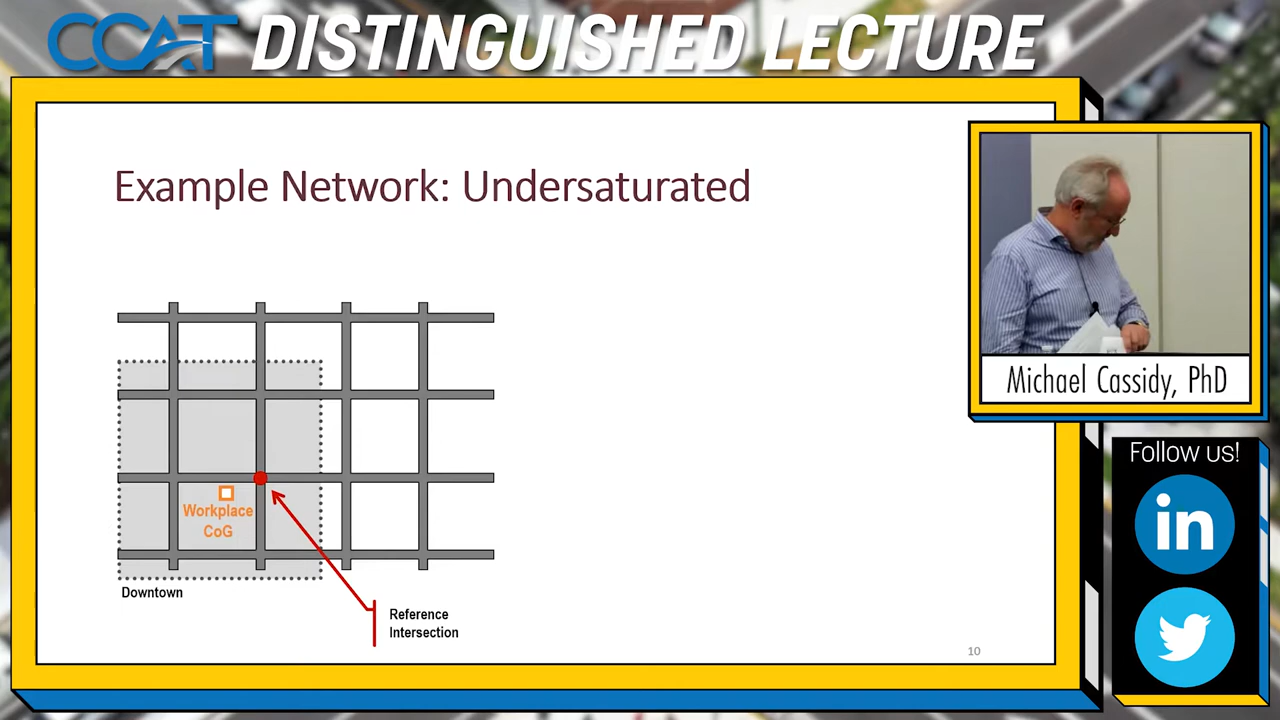 CCAT DISTINGUISHED LECTURE
Example Network: Undersaturated
Workplace
CoG
Downtown
Reference
Intersection
10
Michael Cassidy, PhD
Follow us!
in